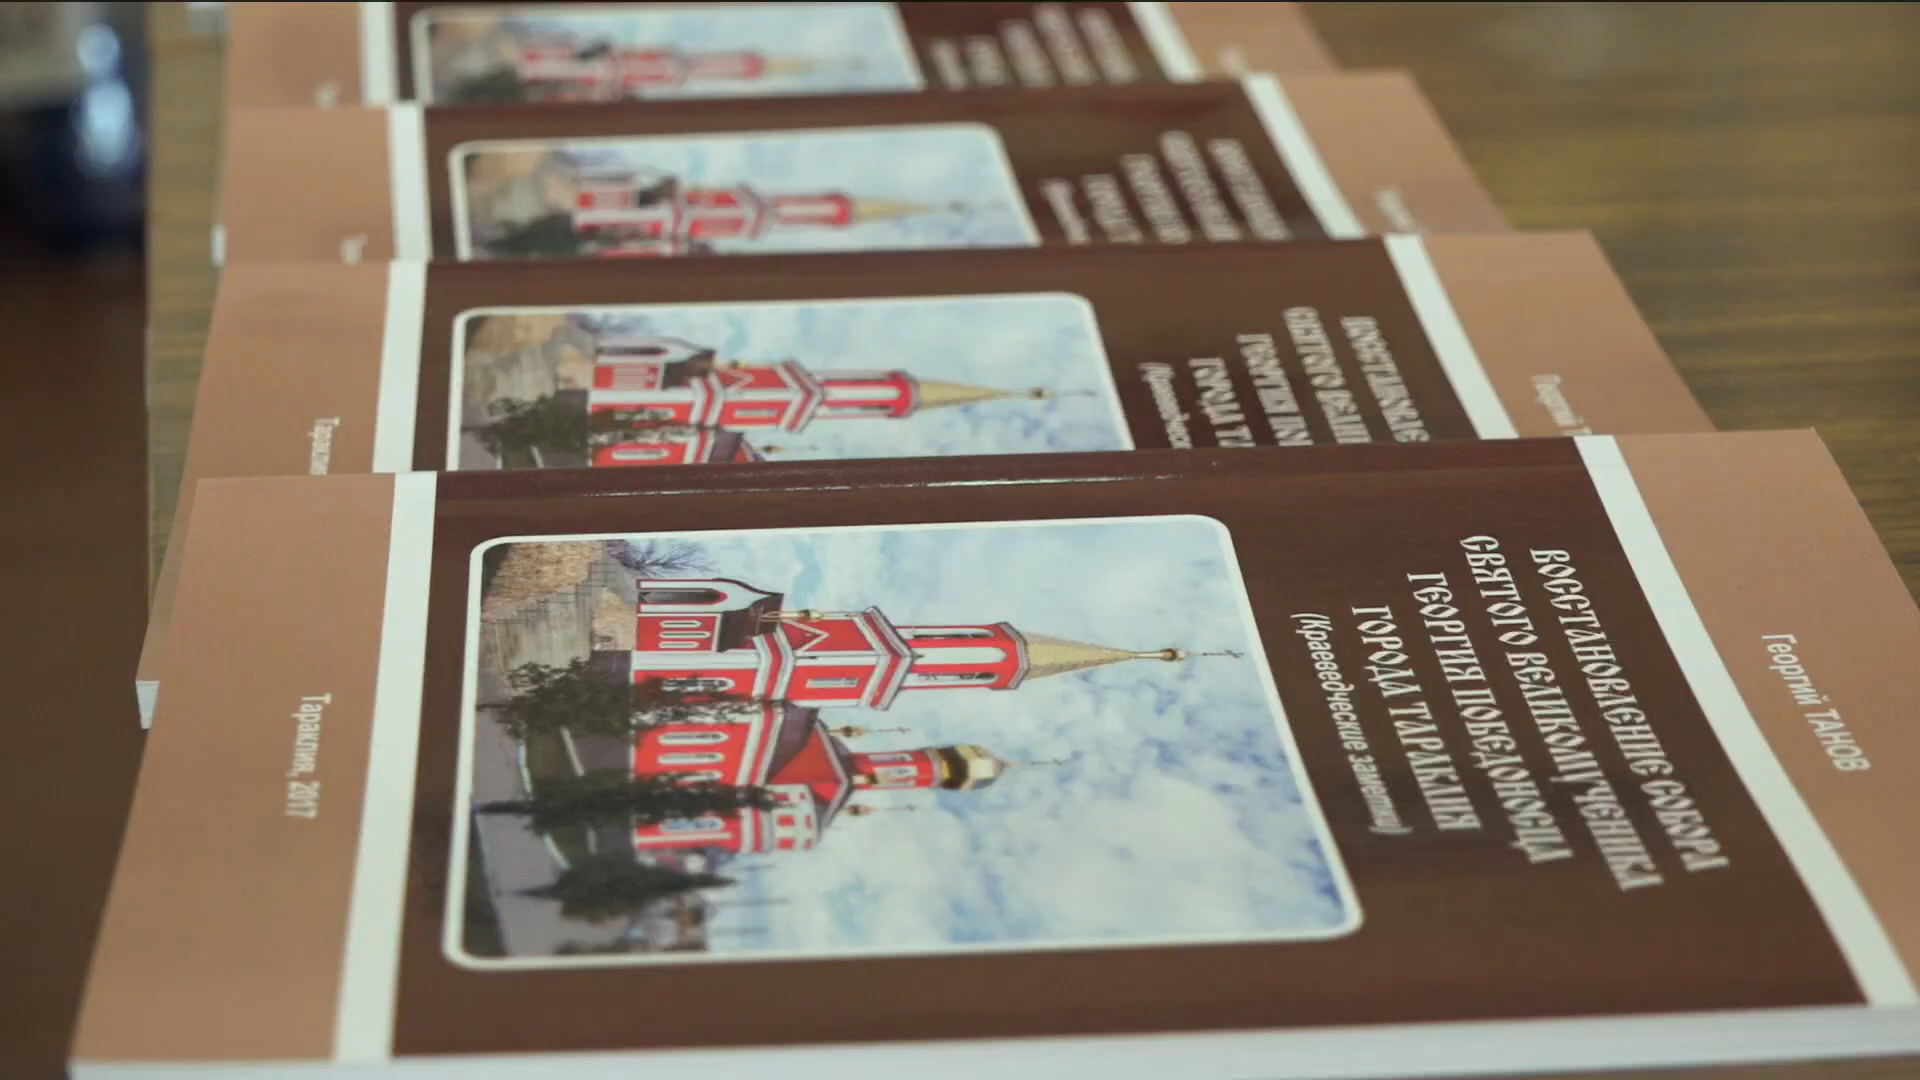 Георгий ТАНОВ
ВОССТАНОВЛЕНИЕ СОБОРА
СВЯТОГО ВЕЛИКОМУЧЕНИКА
ГЕОРГИЯ ПОБЕДОНОСЦА
ГОРОДА ТАРАКЛИЯ
(Краеведческие заметки)
Тараклия, 2017